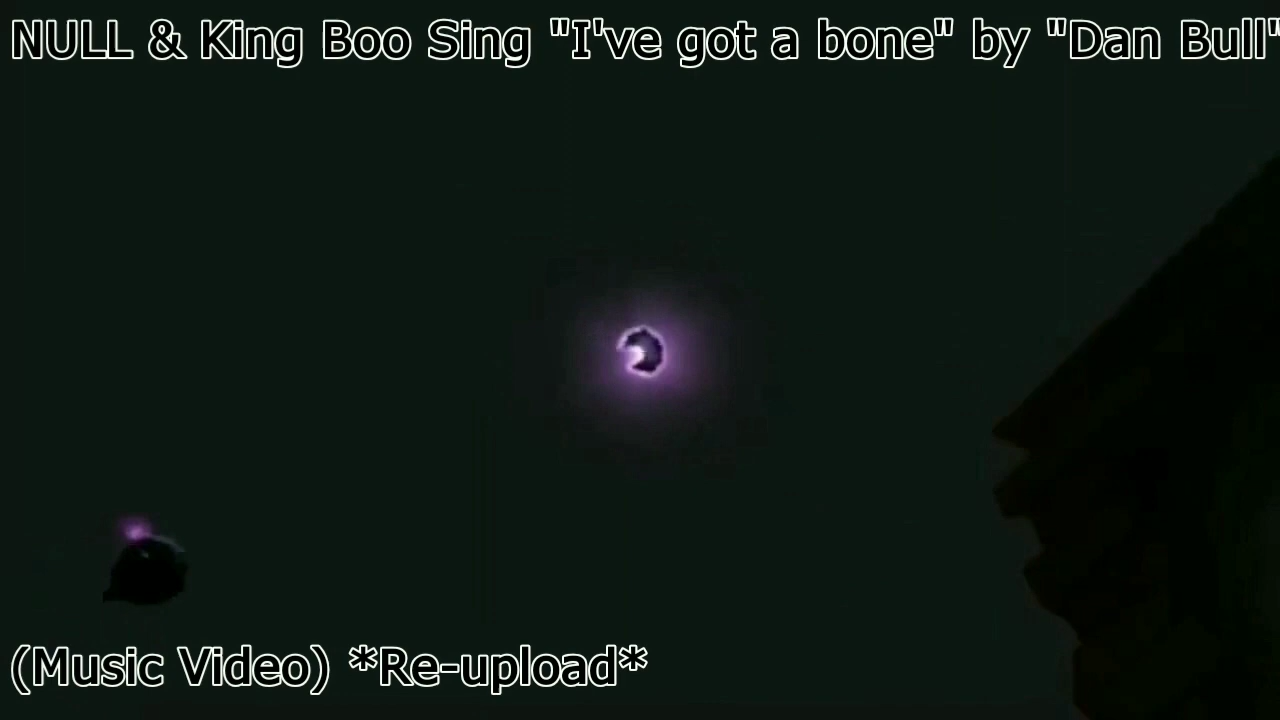 NULL & King Boo Sing "I've got a bone" by "Dan Bull"
(Music Video) *Re-upload*